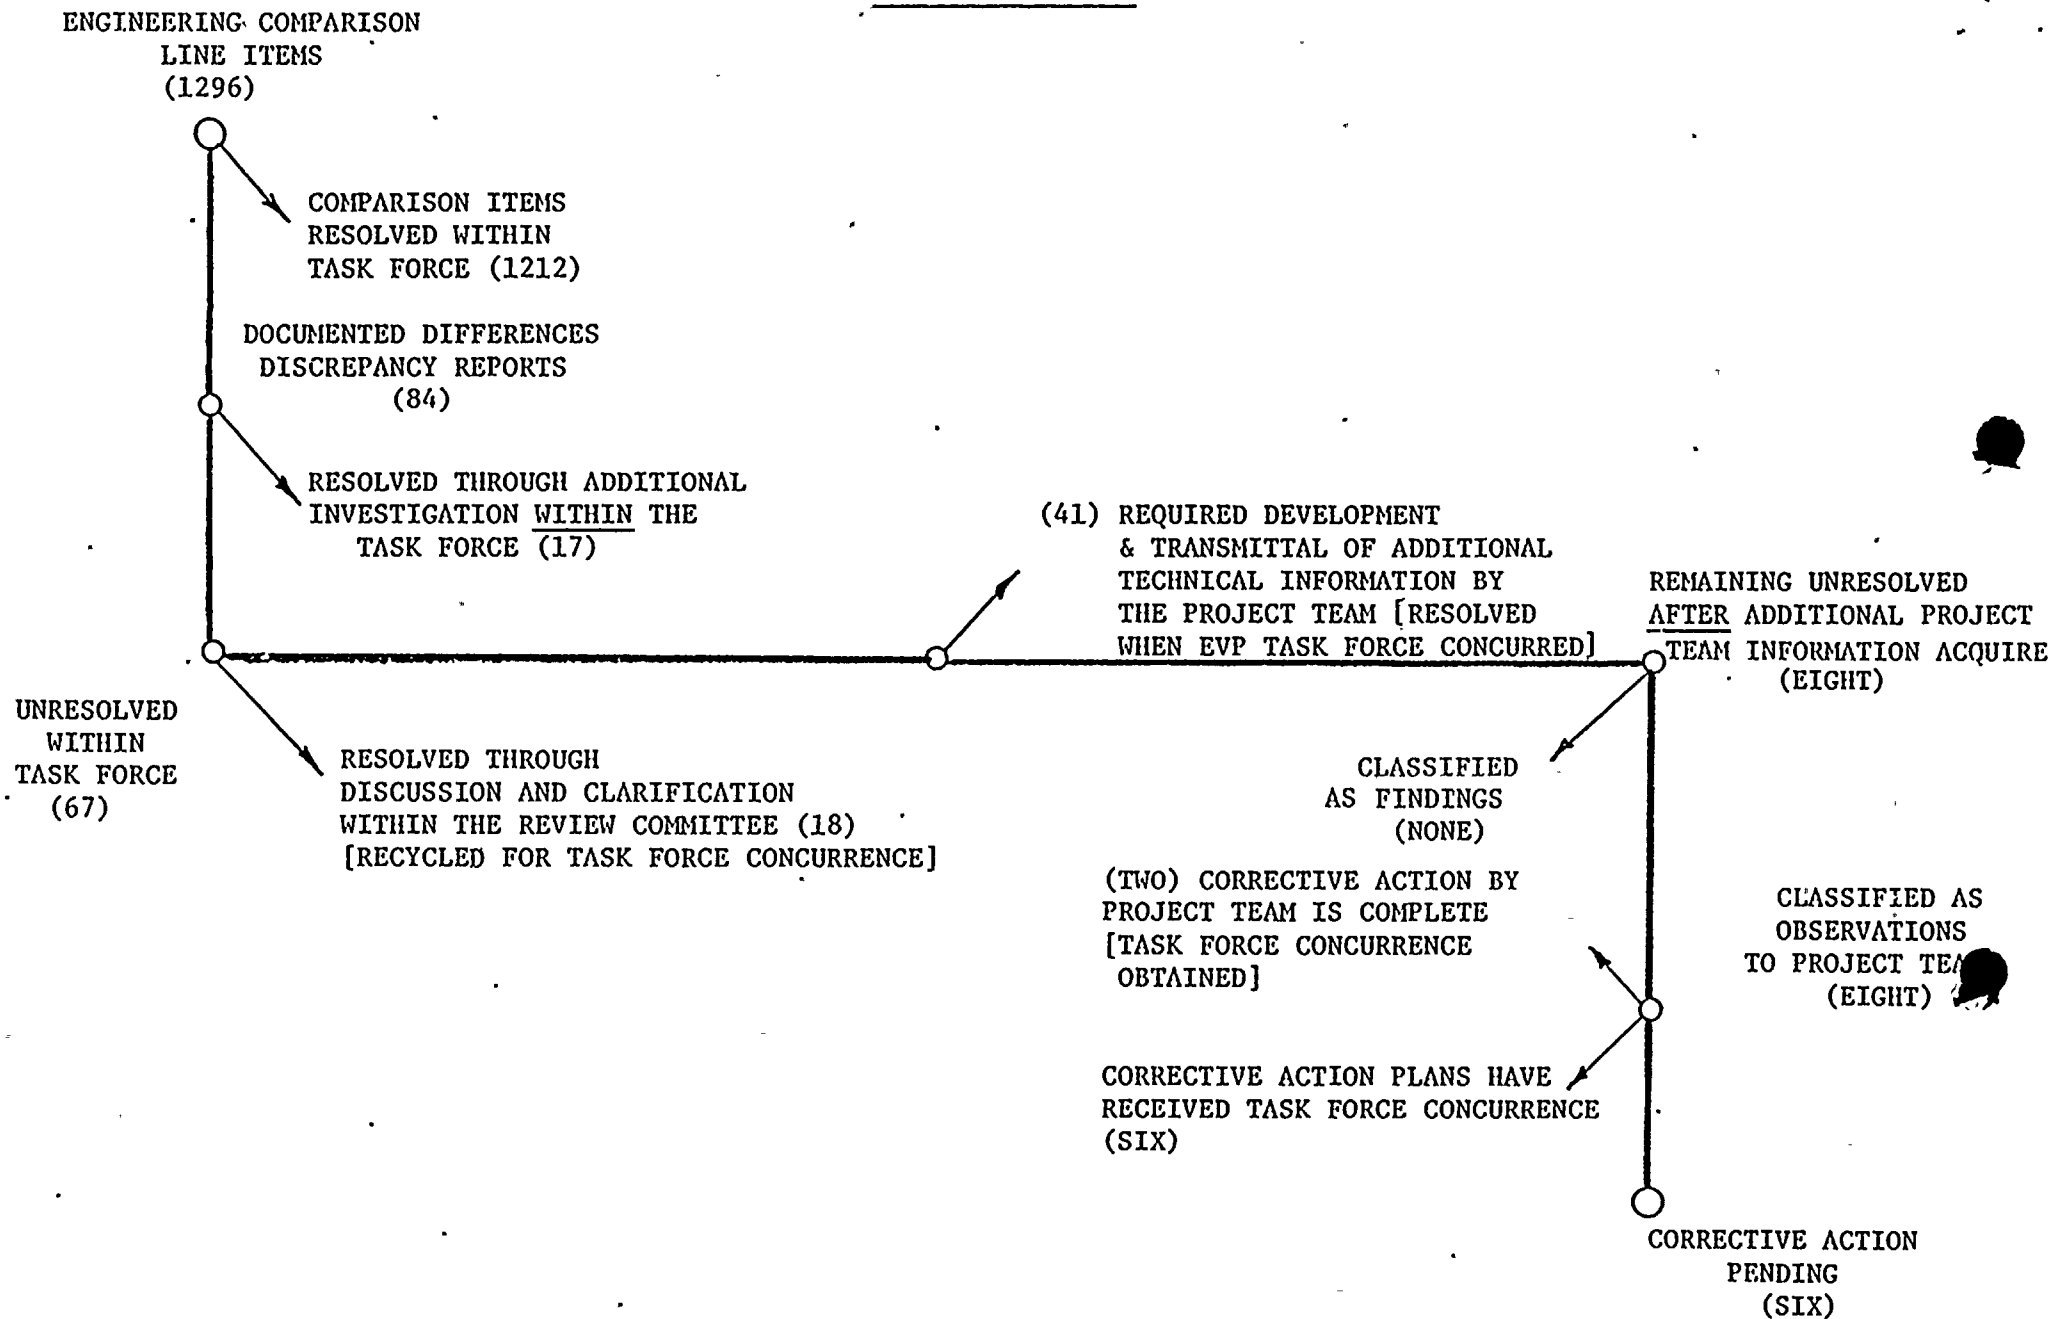 ENGINEERING COMPARISON
LINE ITEMS
(1296)
COMPARISON ITEMS
RESOLVED WITHIN
TASK FORCE (1212)
DOCUMENTED DIFFERENCES
DISCREPANCY REPORTS
(84)
RESOLVED THROUGH ADDITIONAL
INVESTIGATION WITHIN THE
TASK FORCE (17)
(41) REQUIRED DEVELOPMENT
& TRANSMITTAL OF ADDITIONAL
TECHNICAL INFORMATION BY
THE PROJECT TEAM [RESOLVED
WHEN EVP TASK FORCE CONCURRED]
REMAINING UNRESOLVED
AFTER ADDITIONAL PROJECT
TEAM INFORMATION ACQUIRE
(EIGHT)
UNRESOLVED
WITHIN
TASK FORCE
(67)
RESOLVED THROUGH
DISCUSSION AND CLARIFICATION
WITHIN THE REVIEW COMMITTEE (18)
[RECYCLED FOR TASK FORCE CONCURRENCE]
CLASSIFIED
AS FINDINGS
(NONE)
(TWO) CORRECTIVE ACTION BY
PROJECT TEAM IS COMPLETE
[TASK FORCE CONCURRENCE
OBTAINED]
CLASSIFIED AS
OBSERVATIONS
TO PROJECT
(EIGHT)
CORRECTIVE ACTION PLANS HAVE
RECEIVED TASK FORCE CONCURRENCE
(SIX)
CORRECTIVE ACTION
PENDING
(SIX)